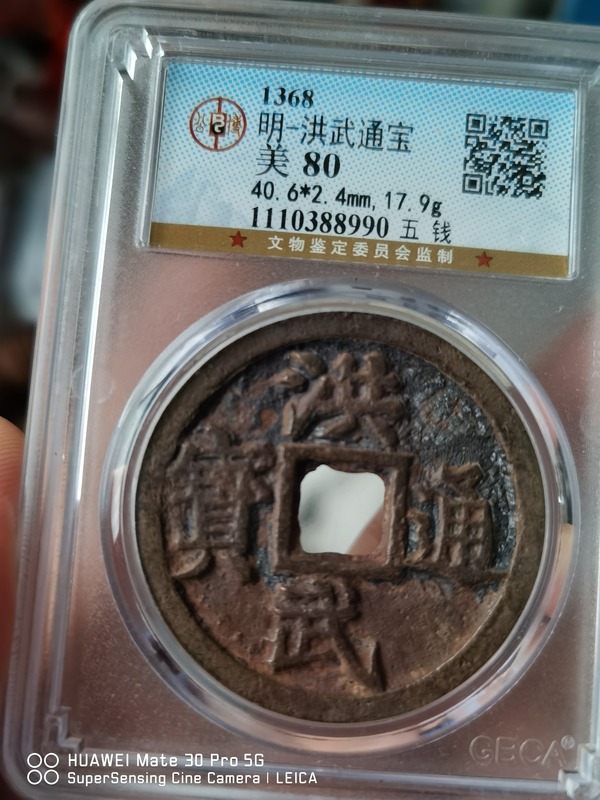 1368
明-洪武通宝
美 80
40.6*2.4mm,17.9g
1110388990 五 钱
★ 文物鉴定委员会监制 ★
洪
寶 通
武
GECA®
HUAWEI Mate 30 Pro 5G
SuperSensing Cine Camera | LEICA